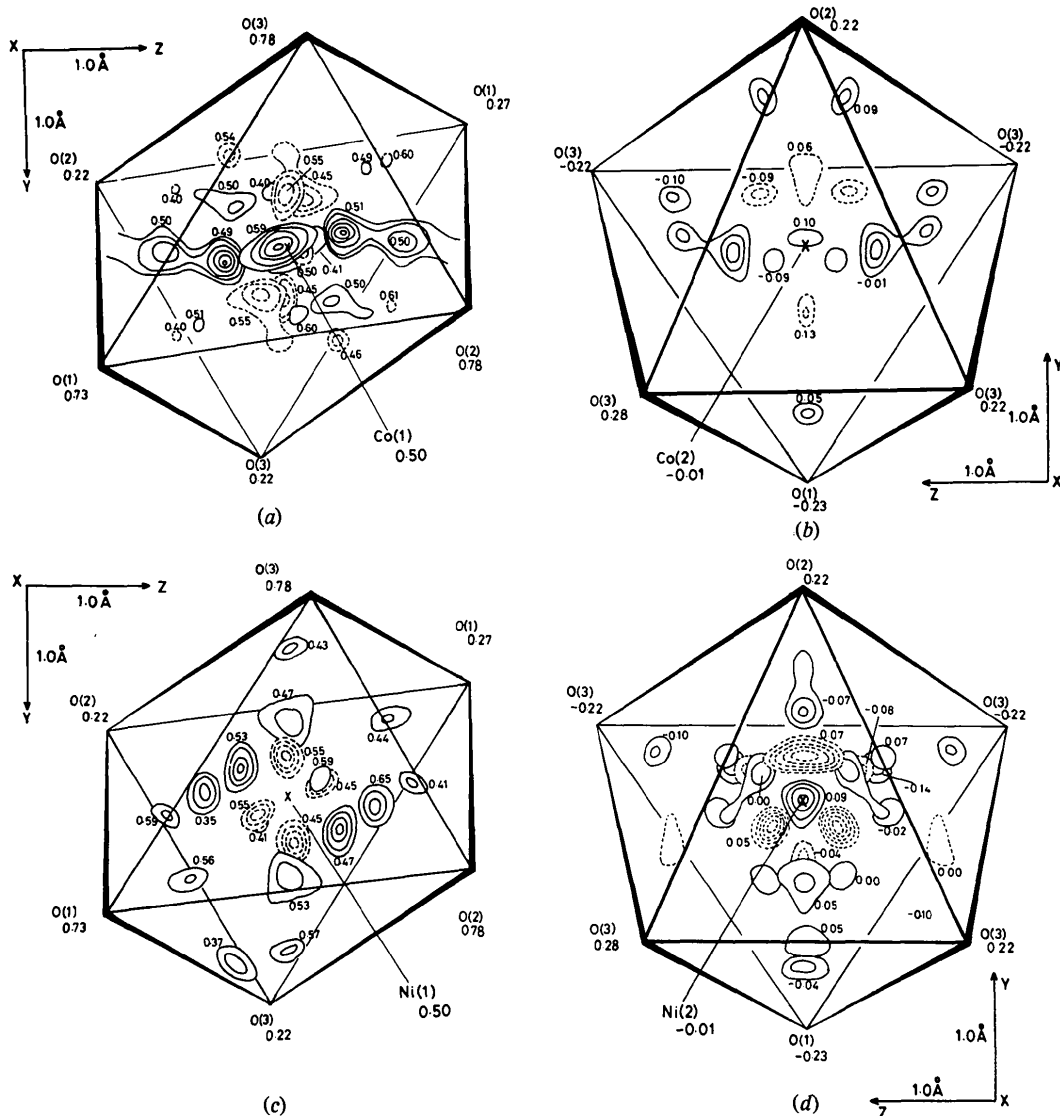 X
Z
1.0Å
1.0Å
Y
O(3)
0.78
O(1)
0.27
O(2)
0.22
0.54
0.55
0.45
0.49
0.60
0.40
0.50
0.40
0.50
0.49
0.59
0.51
0.50
0.50
0.41
0.45
0.50
0.61
0.55
0.51
0.40
0.60
0.46
O(1)
0.73
O(2)
0.78
Co(1)
0.50
O(3)
0.22
(a)
O(2)
0.22
0.09
O(3)
-0.22
O(3)
-0.22
0.06
-0.10
-0.09
0.10
X
-0.09
-0.01
0.13
O(3)
0.28
0.05
O(3)
0.22
Co(2)
-0.01
O(1)
-0.23
Y
1.0Å
1.0Å
Z
X
(b)
X
Z
1.0Å
1.0Å
Y
O(3)
0.78
O(1)
0.27
O(2)
0.22
0.43
0.47
0.44
0.53
0.55
0.59
0.45
0.65
0.41
X
0.59
0.35
0.55
0.41
0.45
0.47
0.56
0.53
O(1)
0.73
O(2)
0.78
0.37
0.57
Ni(1)
0.50
O(3)
0.22
(c)
O(2)
0.22
O(3)
-0.22
O(3)
-0.22
-0.07
-0.08
0.07
0.07
-0.10
-0.14
0.00
X
0.09
-0.02
0.05
-0.04
0.00
0.00
0.05
-0.10
0.05
O(3)
0.28
O(3)
0.22
-0.04
Ni(2)
-0.01
O(1)
-0.23
Y
1.0Å
1.0Å
Z
X
(d)